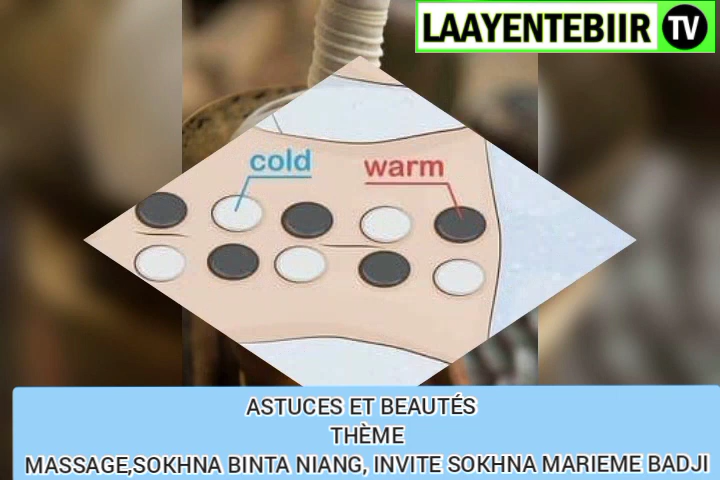 LAAYENTEBIIR TV
cold
warm
ASTUCES ET BEAUTÉS
THÈME
MASSAGE,SOKHNA BINTA NIANG, INVITE SOKHNA MARIEME BADJI